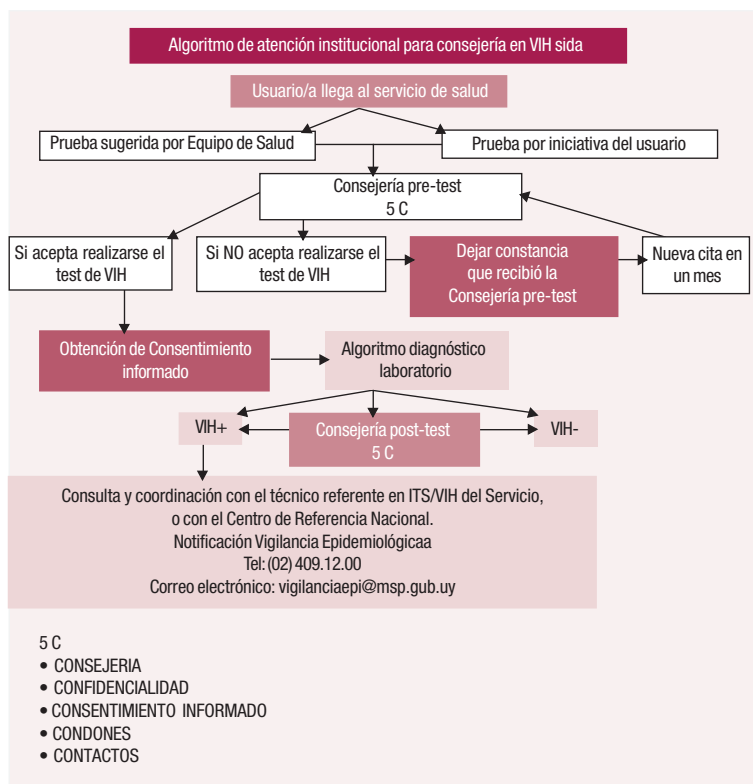 Algoritmo de atención institucional para consejería en VIH sida
Usuario/a llega al servicio de salud
Prueba sugerida por Equipo de Salud
Prueba por iniciativa del usuario
Consejería pre-test
5 C
Si acepta realizarse el
test de VIH
Si NO acepta realizarse el
test de VIH
Dejar constancia
que recibió la
Consejería pre-test
Nueva cita en
un mes
Obtención de Consentimiento
informado
Algoritmo diagnóstico
laboratorio
VIH+
Consejería post-test
5 C
VIH-
Consulta y coordinación con el técnico referente en ITS/VIH del Servicio,
o con el Centro de Referencia Nacional.
Notificación Vigilancia Epidemiológicaa
Tel: (02) 409.12.00
Correo electrónico: vigilanciaepi@msp.gub.uy
5 C
• CONSEJERIA
• CONFIDENCIALIDAD
• CONSENTIMIENTO INFORMADO
• CONDONES
• CONTACTOS